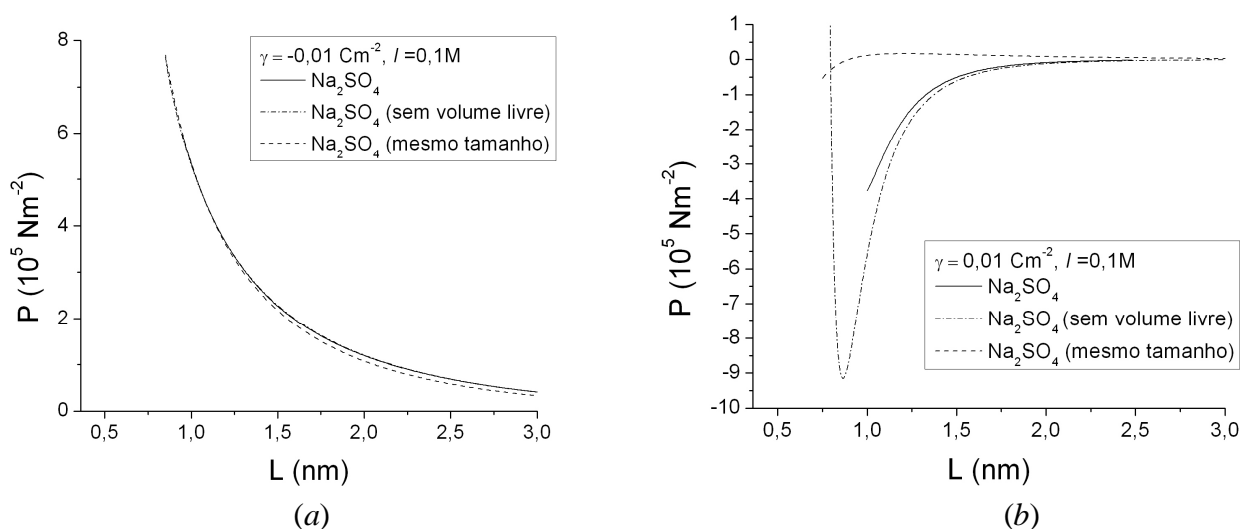 8
6
4
2
0
P (10⁵ Nm⁻²)
γ = -0,01 Cm⁻², I =0,1M
Na₂SO₄
Na₂SO₄ (sem volume livre)
Na₂SO₄ (mesmo tamanho)
0,5 1,0 1,5 2,0 2,5 3,0
L (nm)
(a)
1
0
-1
-2
-3
-4
-5
-6
-7
-8
-9
-10
P (10⁵ Nm⁻²)
γ = 0,01 Cm⁻², I =0,1M
Na₂SO₄
Na₂SO₄ (sem volume livre)
Na₂SO₄ (mesmo tamanho)
0,5 1,0 1,5 2,0 2,5 3,0
L (nm)
(b)